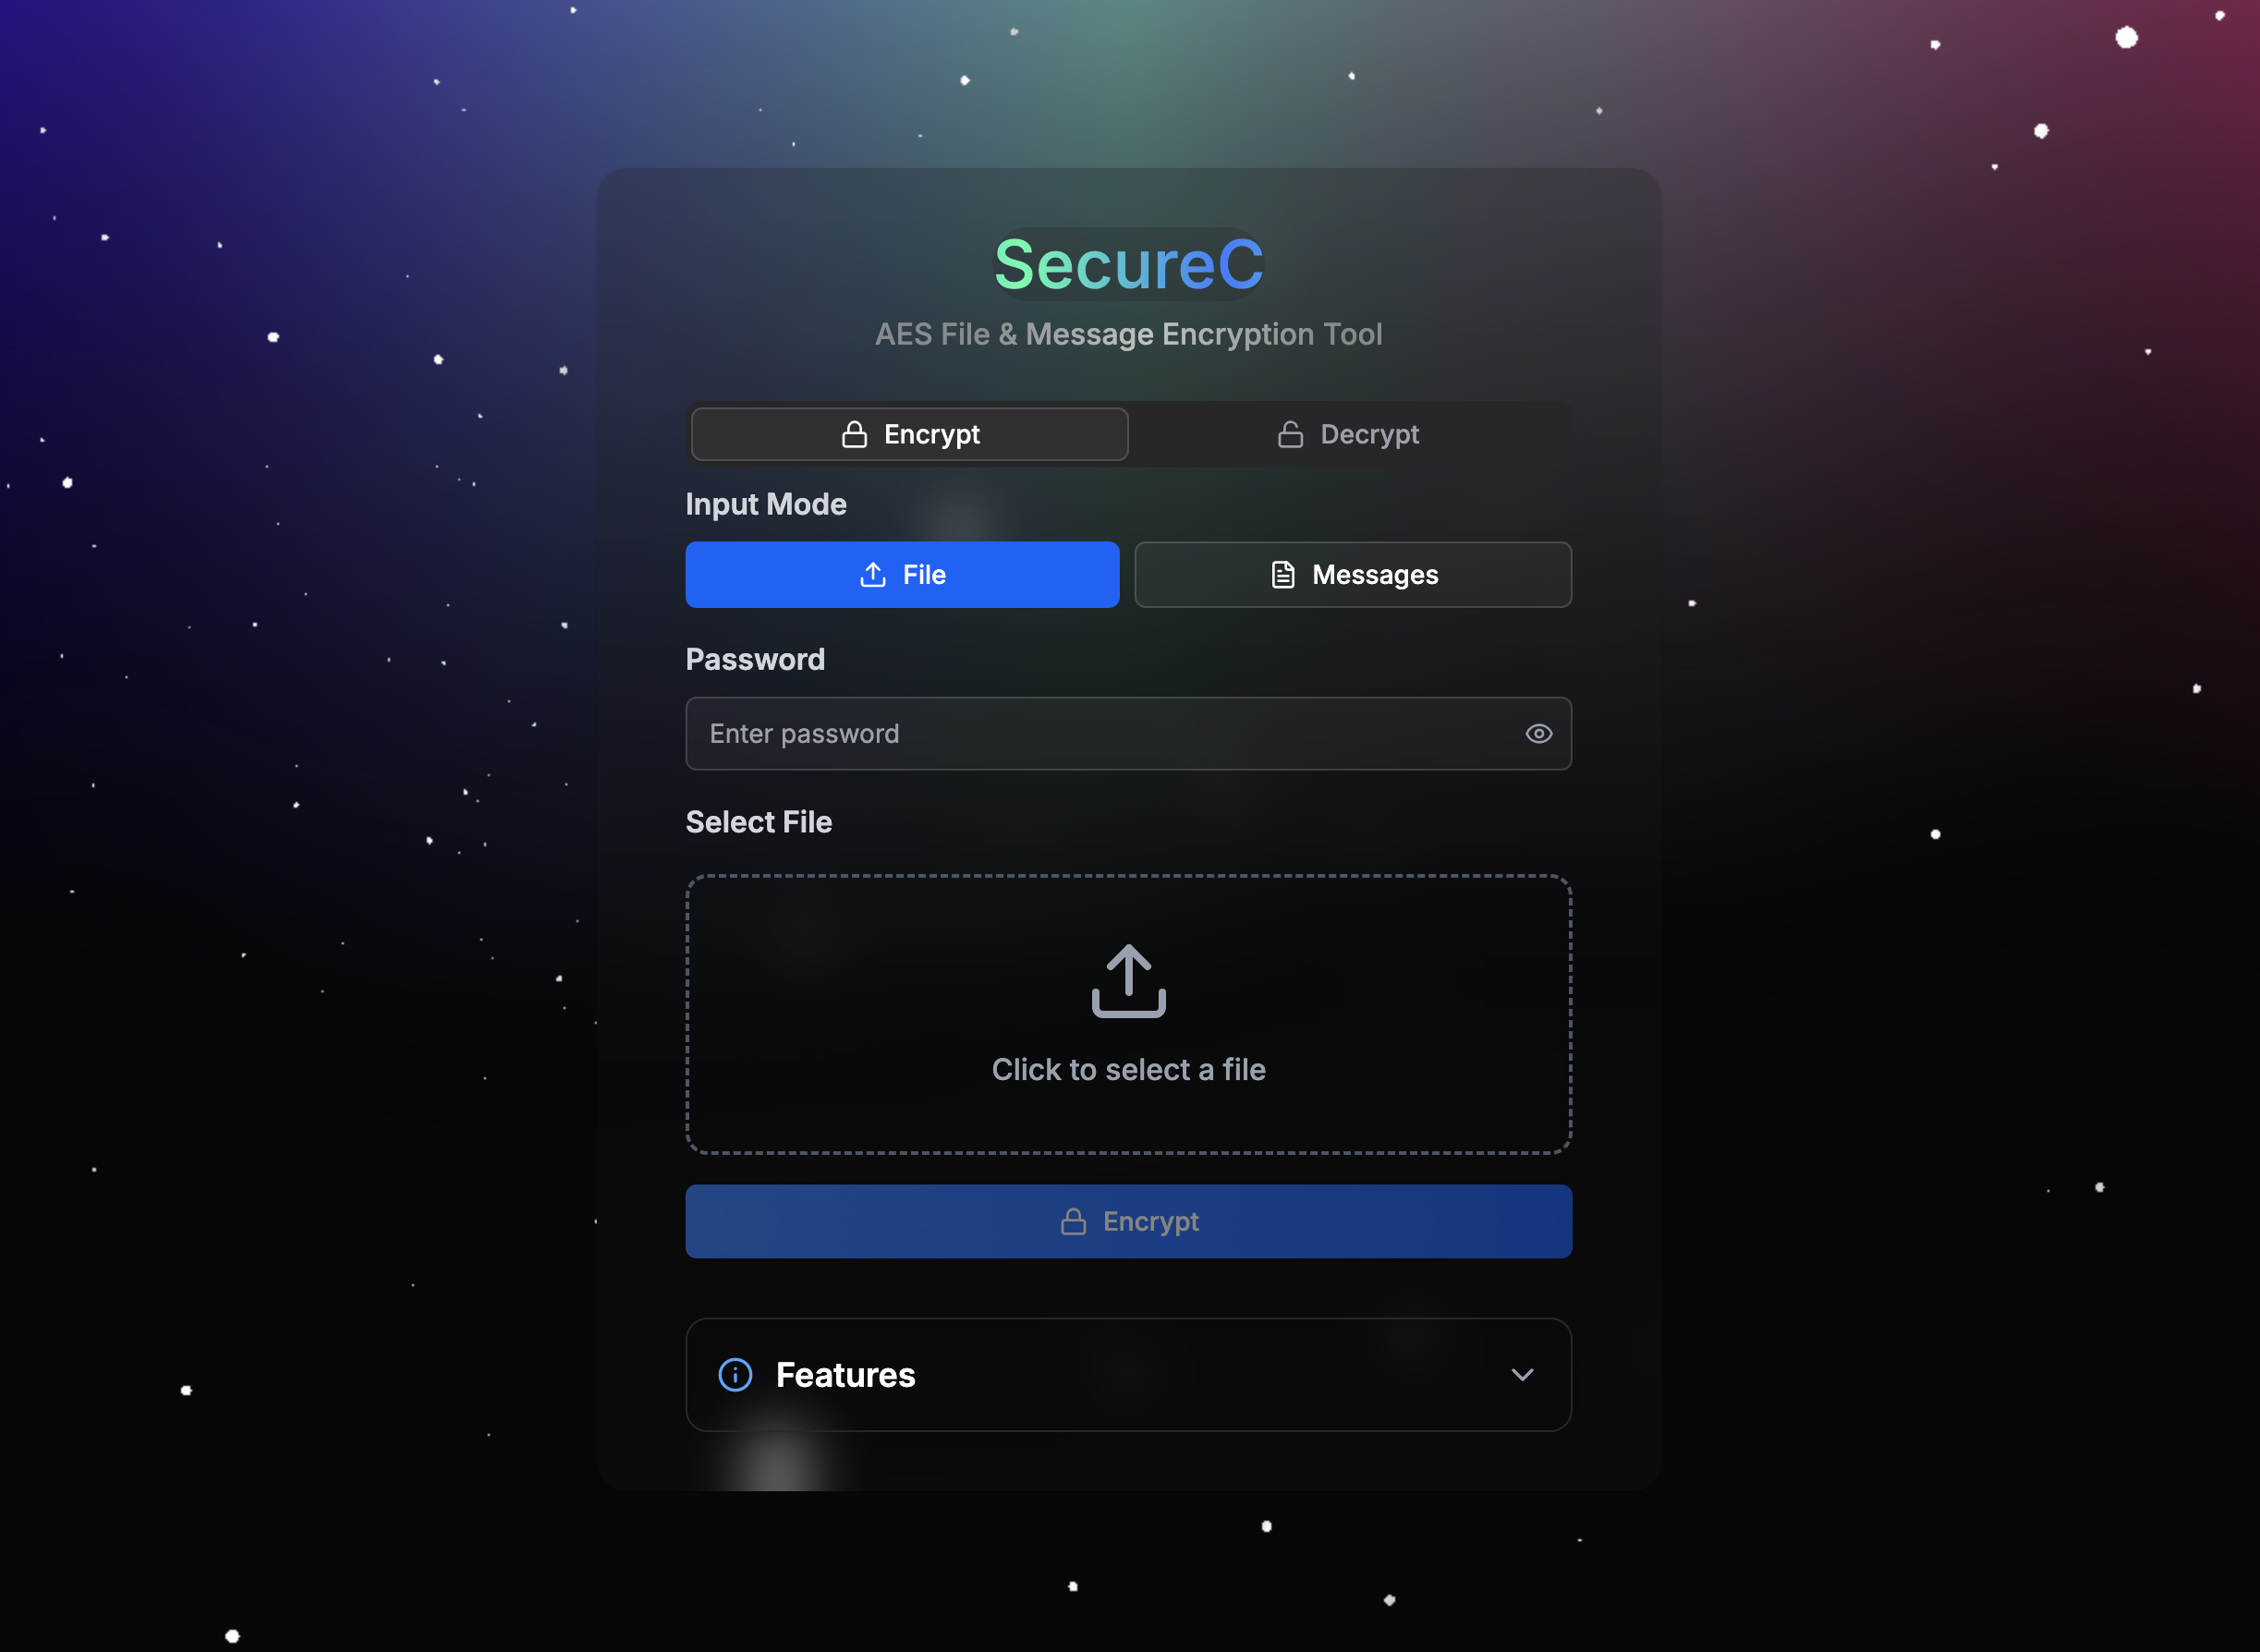 SecureC
AES File & Message Encryption Tool
Encrypt
Decrypt
Input Mode
File
Messages
Password
Enter password
Select File
Click to select a file
Encrypt
Features